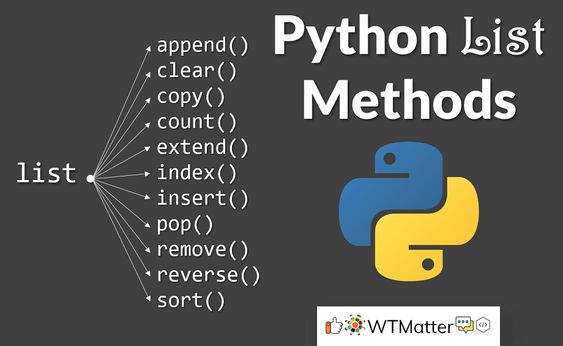 Python List
Methods
list
append()
clear()
copy()
count()
extend()
index()
insert()
pop()
remove()
reverse()
sort()
WTMatter